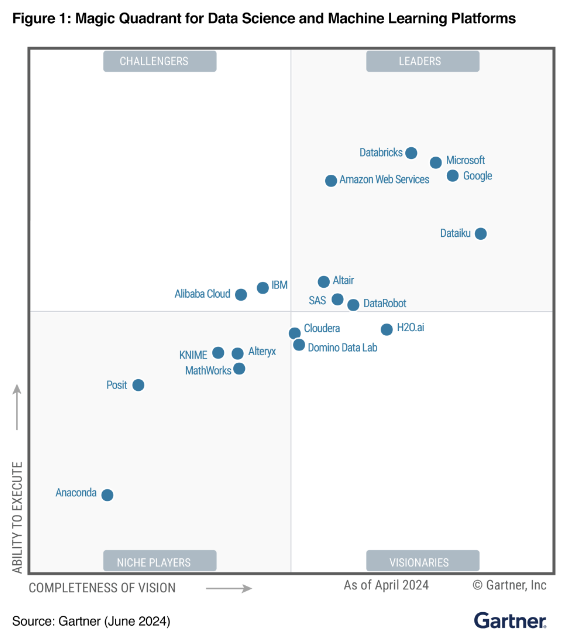 Figure 1: Magic Quadrant for Data Science and Machine Learning Platforms
CHALLENGERS
LEADERS
Databricks
Microsoft
Google
Amazon Web Services
Dataiku
Altair
IBM
Alibaba Cloud
SAS
DataRobot
Cloudera
H2O.ai
Domino Data Lab
KNIME
Alteryx
MathWorks
Posit
Anaconda
ABILITY TO EXECUTE
NICHE PLAYERS
VISIONARIES
COMPLETENESS OF VISION
As of April 2024
© Gartner, Inc
Source: Gartner (June 2024)
Gartner